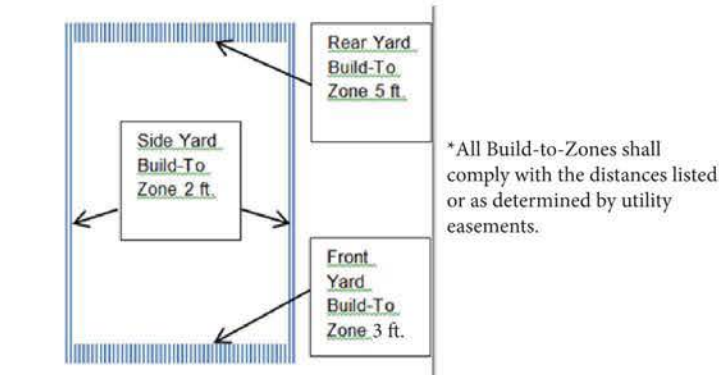 Rear Yard
Build-To
Zone 5 ft.
Side Yard
Build-To
Zone 2 ft.
*All Build-to-Zones shall
comply with the distances listed
or as determined by utility
easements.
Front
Yard
Build-To
Zone 3 ft.